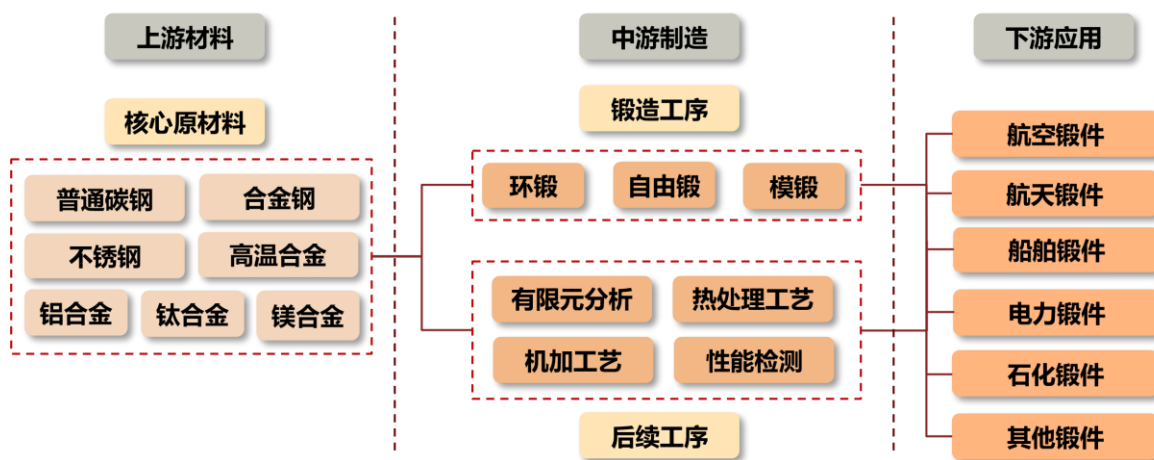 上游材料
中游制造
下游应用
核心原材料
普通碳钢
合金钢
不锈钢
高温合金
铝合金
钛合金
镁合金
锻造工序
环锻
自由锻
模锻
有限元分析
热处理工艺
机加工艺
性能检测
后续工序
航空锻件
航天锻件
船舶锻件
电力锻件
石化锻件
其他锻件